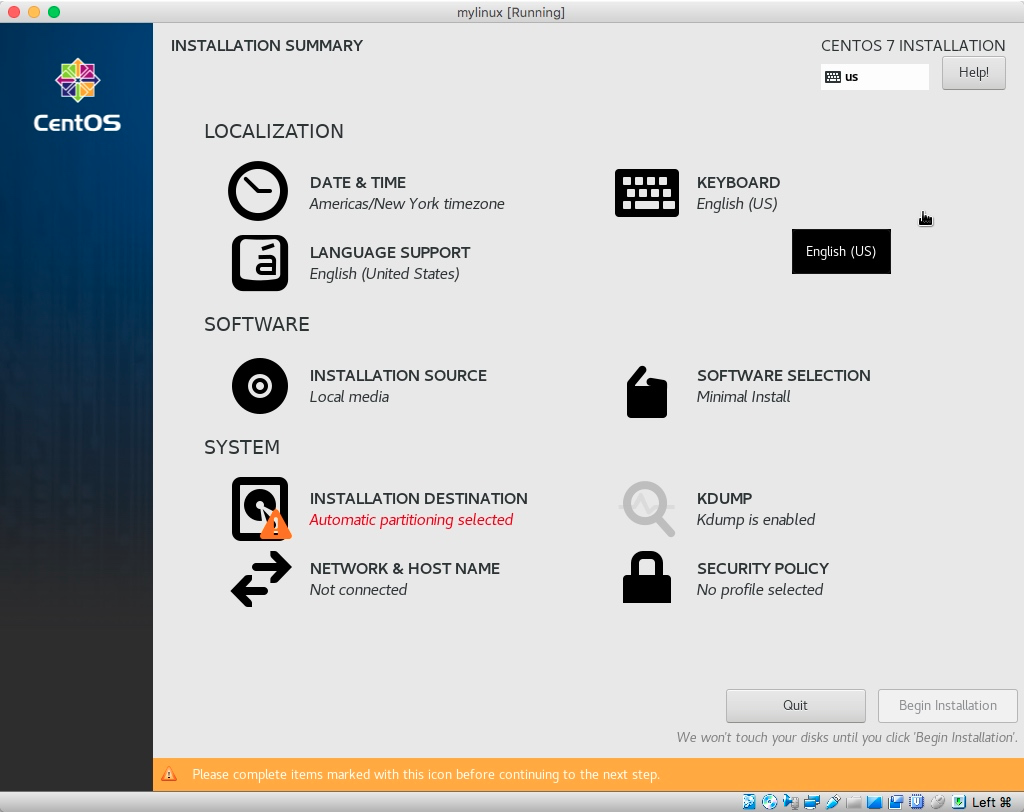 mylinux [Running]
CentOS
INSTALLATION SUMMARY
CENTOS 7 INSTALLATION
us
Help!
LOCALIZATION
DATE & TIME
Americas/New York timezone
KEYBOARD
English (US)
LANGUAGE SUPPORT
English (United States)
English (US)
SOFTWARE
INSTALLATION SOURCE
Local media
SOFTWARE SELECTION
Minimal Install
SYSTEM
INSTALLATION DESTINATION
Automatic partitioning selected
KDUMP
Kdump is enabled
NETWORK & HOST NAME
Not connected
SECURITY POLICY
No profile selected
Quit
Begin Installation
We won't touch your disks until you click 'Begin Installation'.
Please complete items marked with this icon before continuing to the next step.
Left ⌘